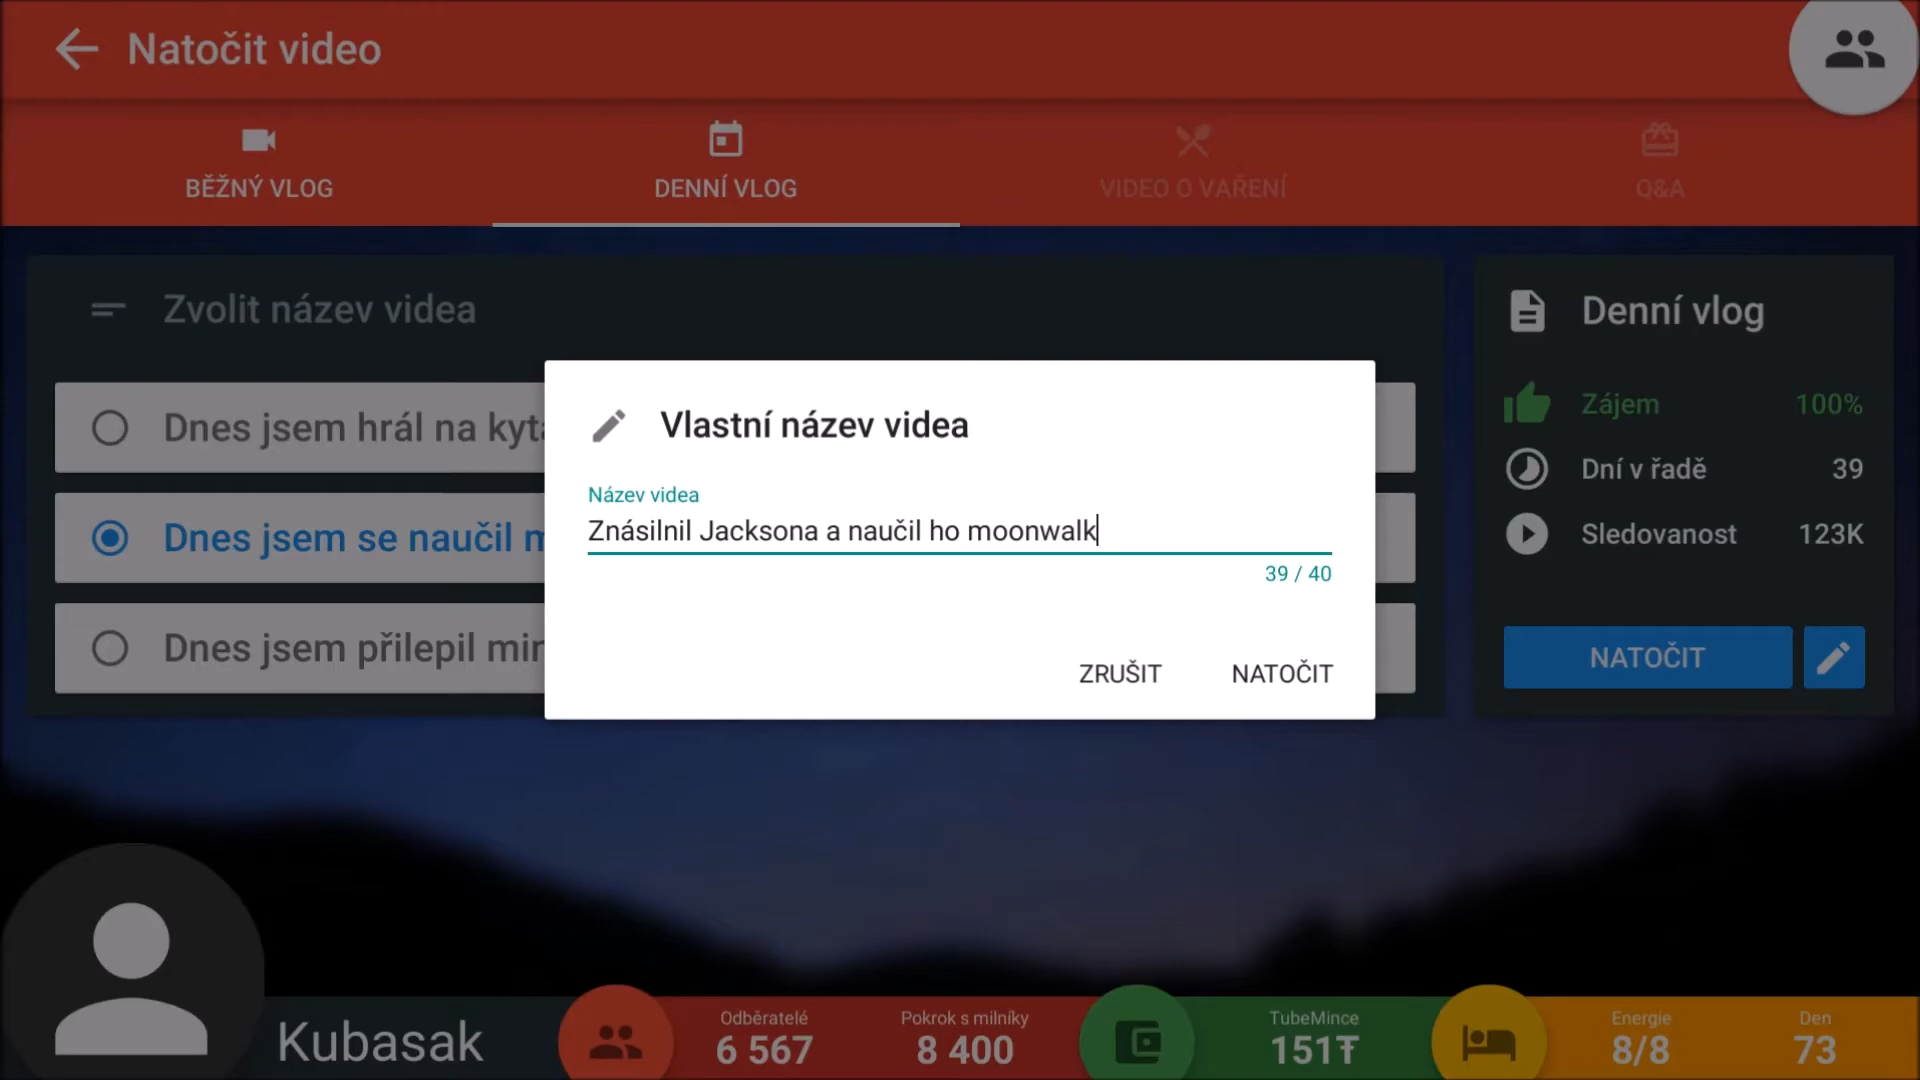 Natočit video
BĚŽNÝ VLOG
DENNÍ VLOG
VIDEO O VAŘENÍ
Q&A
Zvolit název videa
Dnes jsem hrál na
Dnes jsem se naučil
Dnes jsem přilepil
Vlastní název videa
Název videa
Znásilnil Jacksona a naučil ho moonwalk
39 / 40
ZRUŠIT
NATOČIT
Denní vlog
Zájem 100%
Dní v řadě 39
Sledovanost 123K
NATOČIT
Kubasak
Odběratelé
6 567
Pokrok s milníky
8 400
TubeMince
151Ŧ
Energie
8/8
Den
73